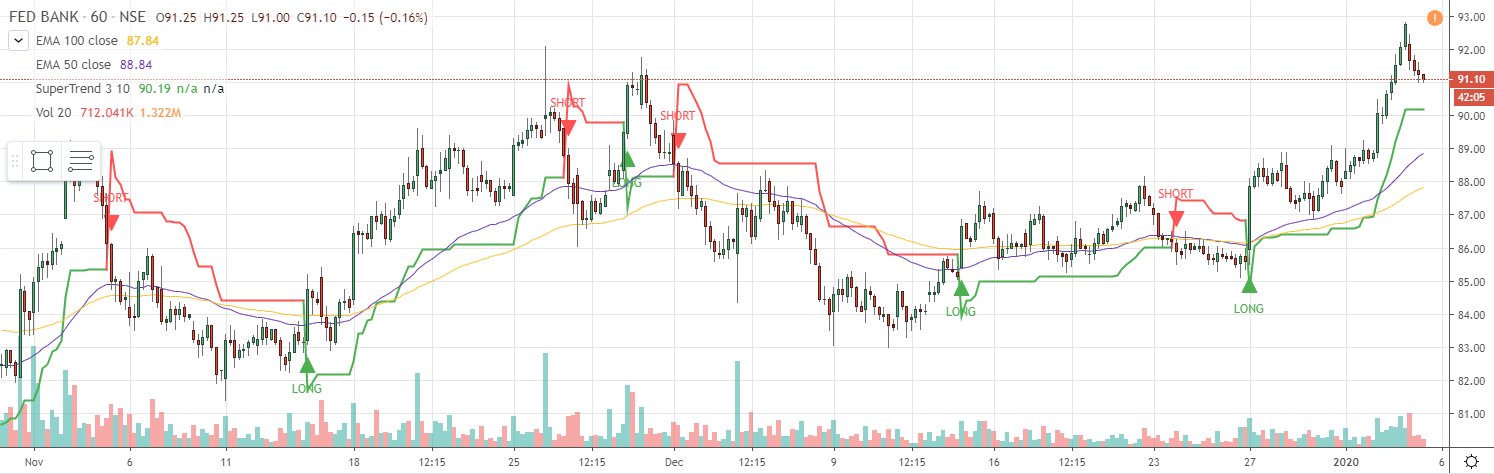 FED BANK · 60 · NSE O91.25 H91.25 L91.00 C91.10 −0.15 (−0.16%)
EMA 100 close 87.84
EMA 50 close 88.84
SuperTrend 3 10 90.19 n/a n/a
Vol 20 712.041K 1.322M
SHORT
SHORT
LONG
SHORT
SHORT
LONG
LONG
LONG
93.00
92.00
91.10
42:05
90.00
89.00
88.00
87.00
86.00
85.00
84.00
83.00
82.00
81.00
Nov 6 11 18 12:15 25 12:15 Dec 12:15 9 12:15 16 12:15 23 27 2020 6